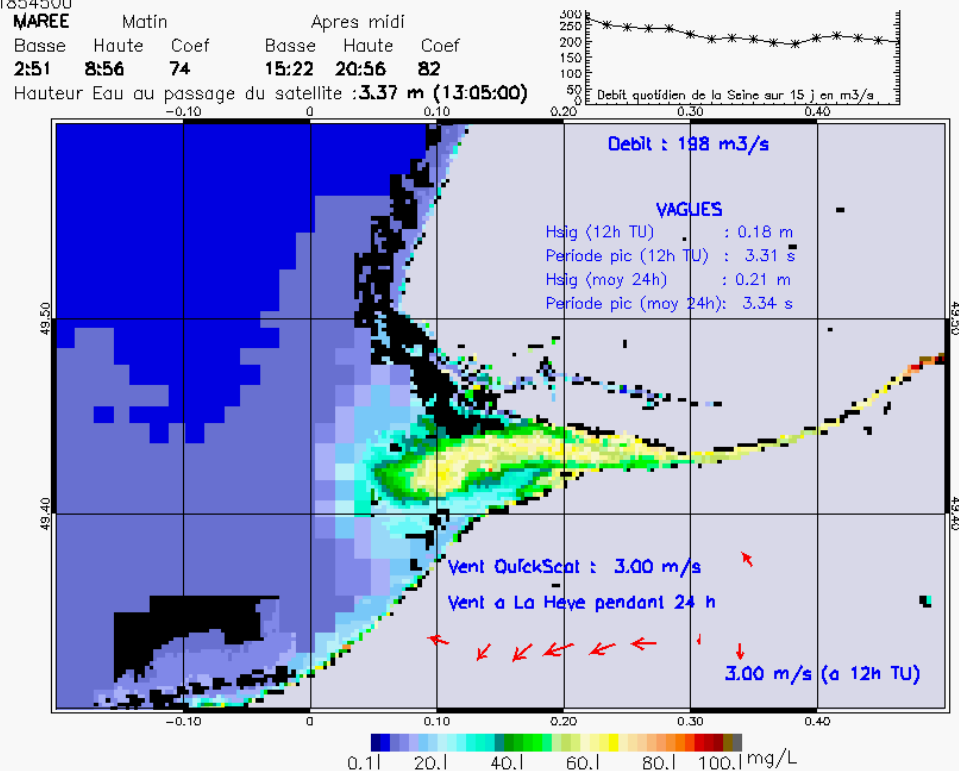 1854500
MAREE Matin Apres midi
Basse Haute Coef Basse Haute Coef
2:51 8:56 74 15:22 20:56 82
Hauteur Eau au passage du satellite : 3.37 m (13:05:00)
300
250
200
150
100
50
0
Debit quotidien de la Seine sur 15 j en m3/s
-0.10 0 0.10 0.20 0.30 0.40
Debit : 198 m3/s
VAGUES
Hsig (12h TU) : 0.18 m
Periode pic (12h TU) : 3.31 s
Hsig (moy 24h) : 0.21 m
Periode pic (moy 24h): 3.34 s
49.50 49.50
49.40 49.40
Vent QuickScat : 3.00 m/s
Vent a La Heve pendant 24 h
3.00 m/s (a 12h TU)
-0.10 0 0.10 0.20 0.30 0.40
0.1| 20.| 40.| 60.| 80.| 100.| mg/L